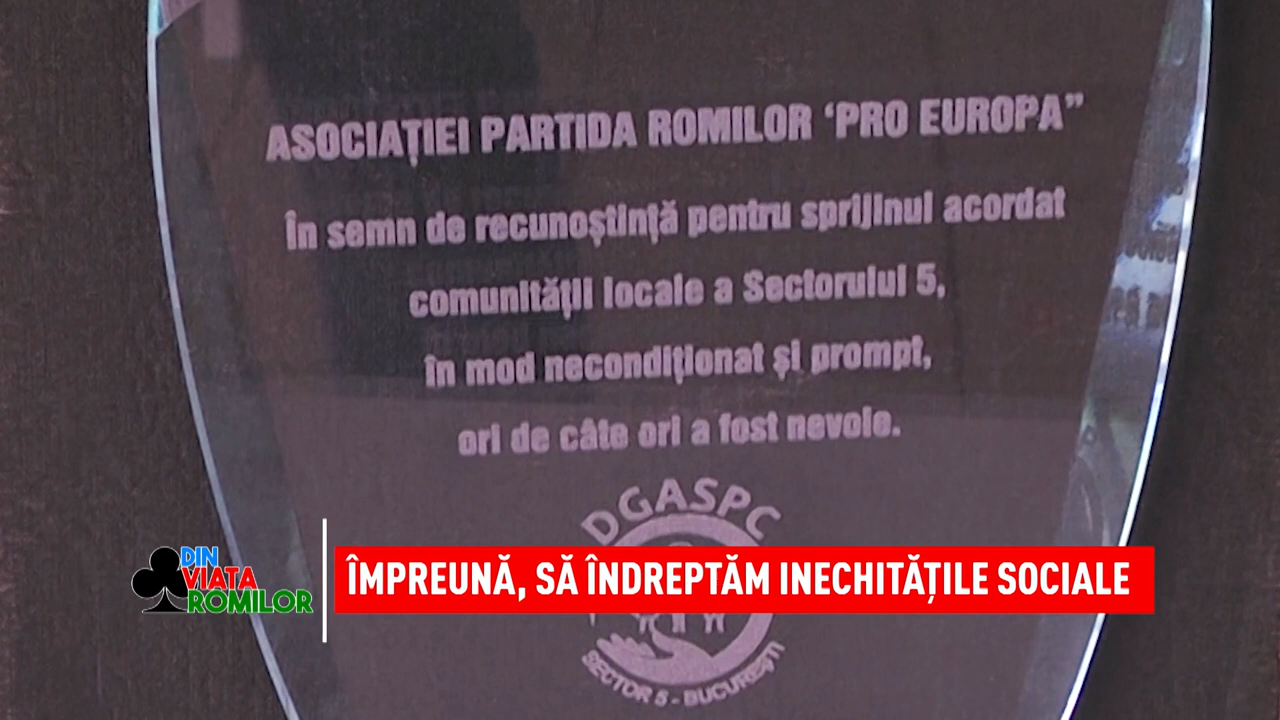 ASOCIAȚIEI PARTIDA ROMILOR ‘PRO EUROPA”
În semn de recunoștință pentru sprijinul acordat
comunității locale a Sectorului 5,
în mod necondiționat și prompt,
ori de câte ori a fost nevoie.
DGASPC
DIN
VIATA
ROMILOR
ÎMPREUNĂ, SĂ ÎNDREPTĂM INECHITĂȚILE SOCIALE
SECTOR 5 - BUCUREȘTI